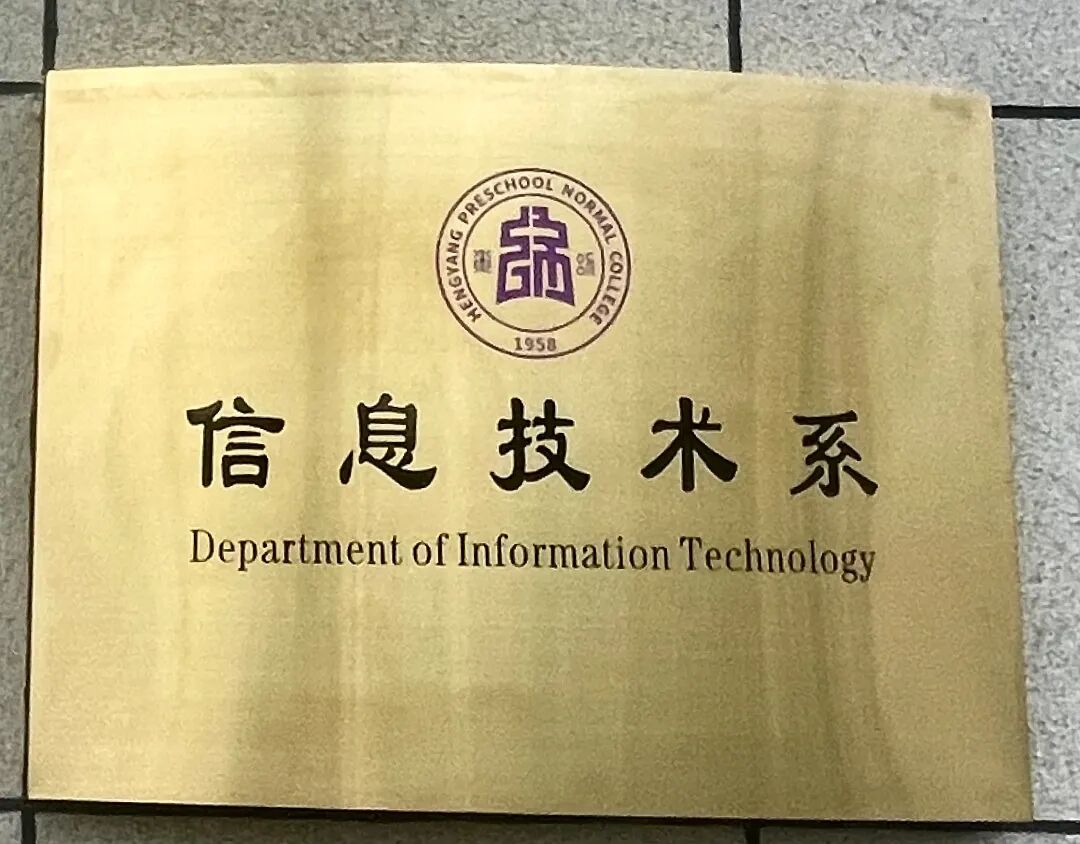 HENGYANG PRESCHOOL NORMAL COLLEGE
1958
信息技术系
Department of Information Technology